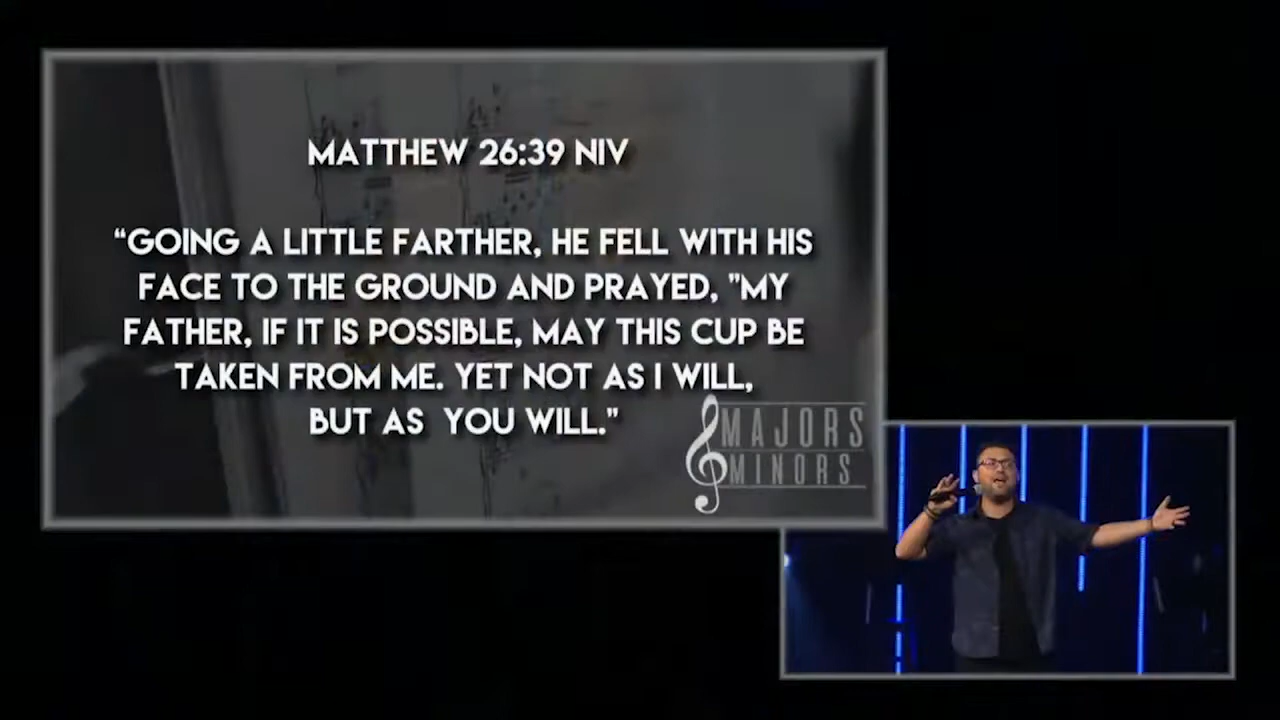 MATTHEW 26:39 NIV
“GOING A LITTLE FARTHER, HE FELL WITH HIS
FACE TO THE GROUND AND PRAYED, "MY
FATHER, IF IT IS POSSIBLE, MAY THIS CUP BE
TAKEN FROM ME. YET NOT AS I WILL,
BUT AS YOU WILL."
MAJORS
MINORS